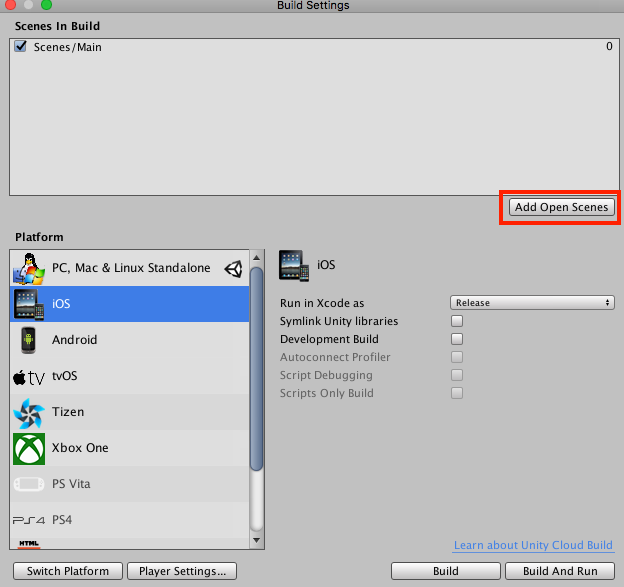 Build Settings
Scenes In Build
Scenes/Main 0
Add Open Scenes
Platform
PC, Mac & Linux Standalone
iOS
Android
tv tvOS
Tizen
Xbox One
PS Vita
PS4 PS4
HTML
iOS
Run in Xcode as Release
Symlink Unity libraries
Development Build
Autoconnect Profiler
Script Debugging
Scripts Only Build
Learn about Unity Cloud Build
Switch Platform Player Settings... Build Build And Run